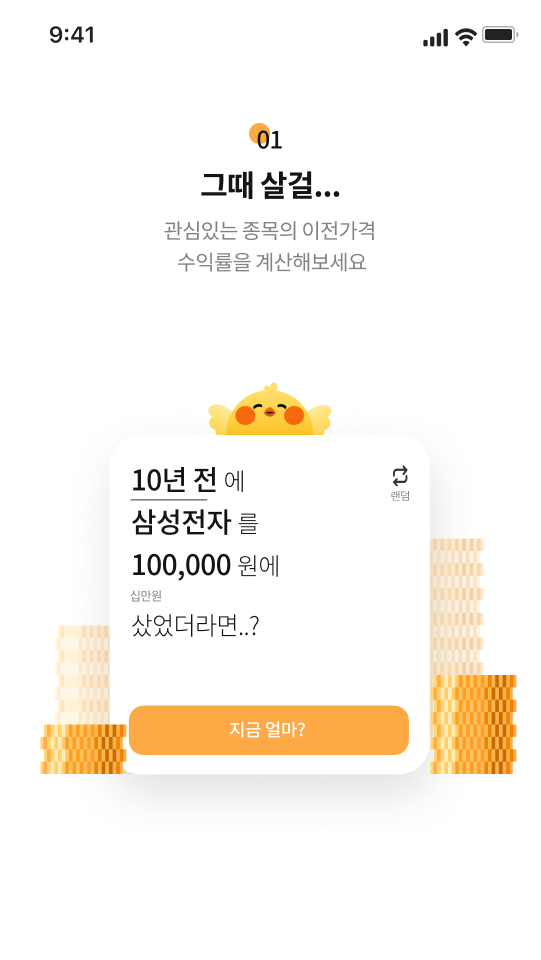 9:41
01
그때 살걸...
관심있는 종목의 이전가격
수익률을 계산해보세요
10년 전 에
랜덤
삼성전자 를
100,000 원에
십만원
샀었더라면..?
지금 얼마?